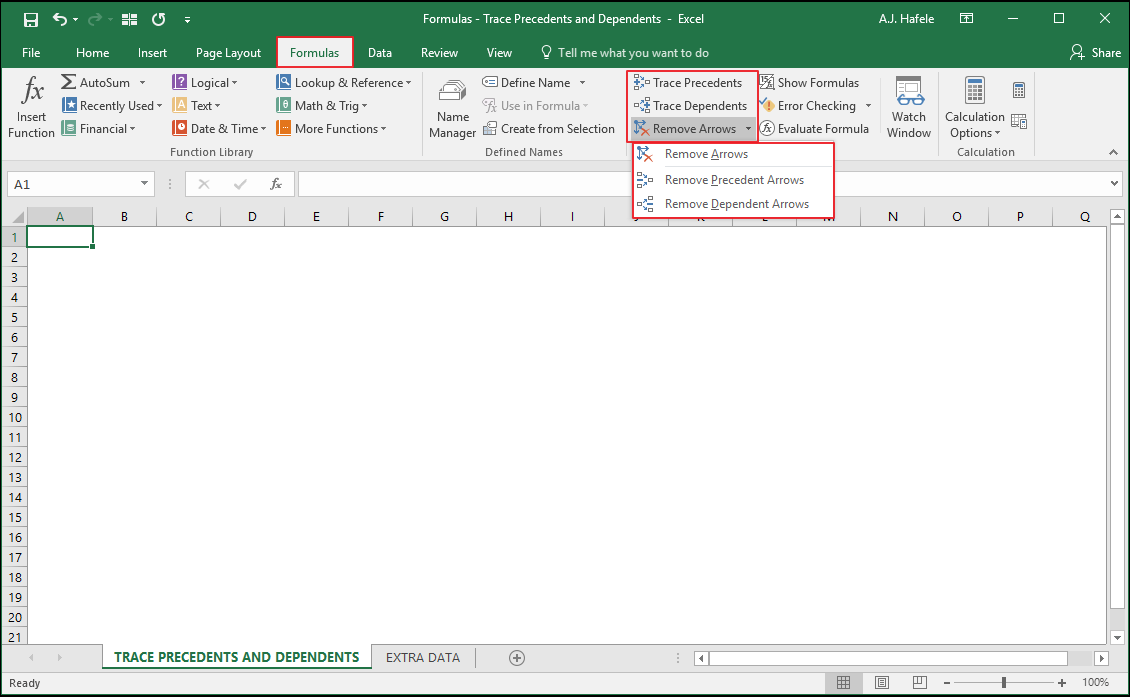 Formulas - Trace Precedents and Dependents - Excel
A.J. Hafele
File Home Insert Page Layout Formulas Data Review View Tell me what you want to do Share
fx
Insert
Function
AutoSum
Recently Used
Financial
Logical
Text
Date & Time
Lookup & Reference
Math & Trig
More Functions
Function Library
Name
Manager
Define Name
Use in Formula
Create from Selection
Defined Names
Trace Precedents
Trace Dependents
Remove Arrows
Show Formulas
Error Checking
Evaluate Formula
Watch
Window
Calculation
Options
Calculation
Remove Arrows
Remove Precedent Arrows
Remove Dependent Arrows
A1
fx
A B C D E F G H I J K L M N O P Q
1
2
3
4
5
6
7
8
9
10
11
12
13
14
15
16
17
18
19
20
21
TRACE PRECEDENTS AND DEPENDENTS EXTRA DATA
Ready
100%